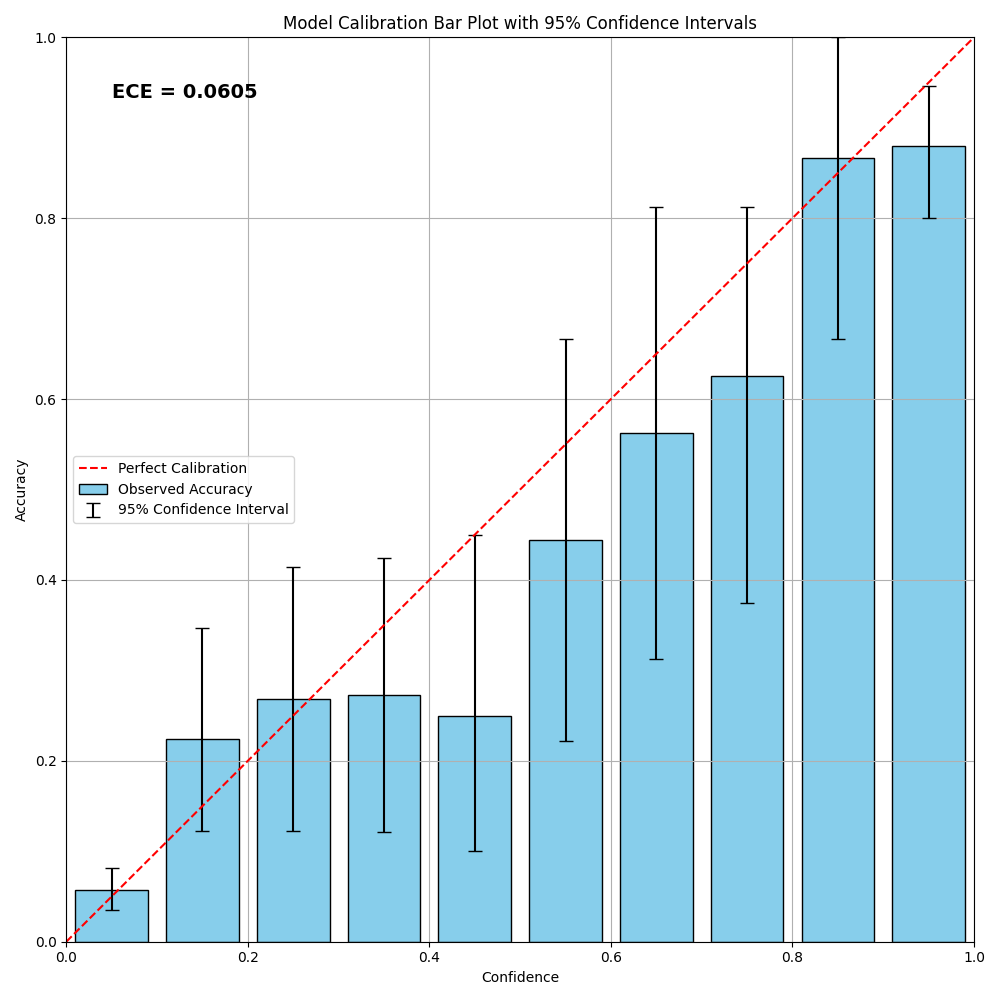 Model Calibration Bar Plot with 95% Confidence Intervals
ECE = 0.0605
Accuracy
1.0
0.8
0.6
0.4
0.2
0.0
Perfect Calibration
Observed Accuracy
95% Confidence Interval
0.0 0.2 0.4 0.6 0.8 1.0
Confidence